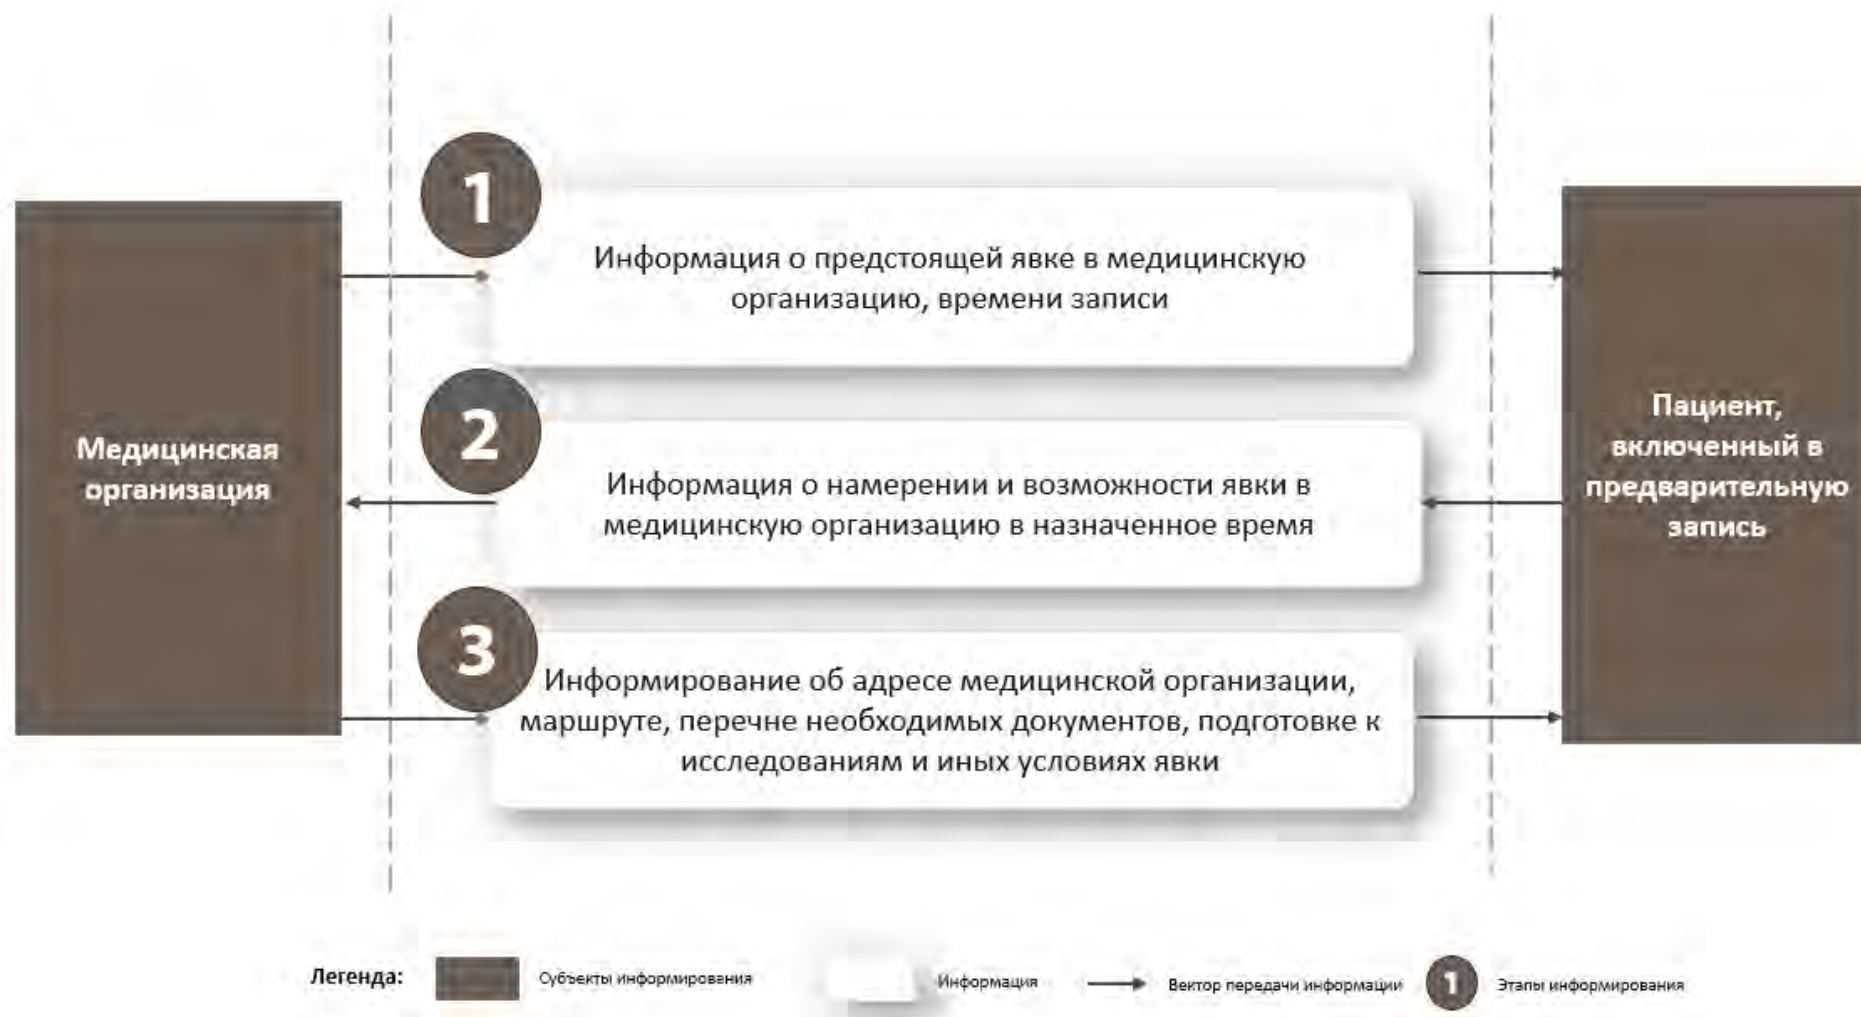 1
Информация о предстоящей явке в медицинскую
организацию, времени записи
Медицинская
организация
2
Информация о намерении и возможности явки в
медицинскую организацию в назначенное время
Пациент,
включенный в
предварительную
запись
3
Информирование об адресе медицинской организации,
маршруте, перечне необходимых документов, подготовке к
исследованиям и иных условиях явки
Легенда:
Субъекты информирования
Информация
Вектор передачи информации
1
Этапы информирования